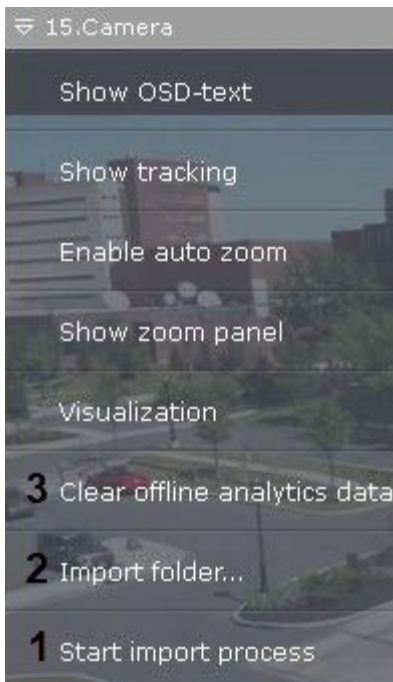 15.Camera
Show OSD-text
Show tracking
Enable auto zoom
Show zoom panel
Visualization
3 Clear offline analytics data
2 Import folder...
1 Start import process